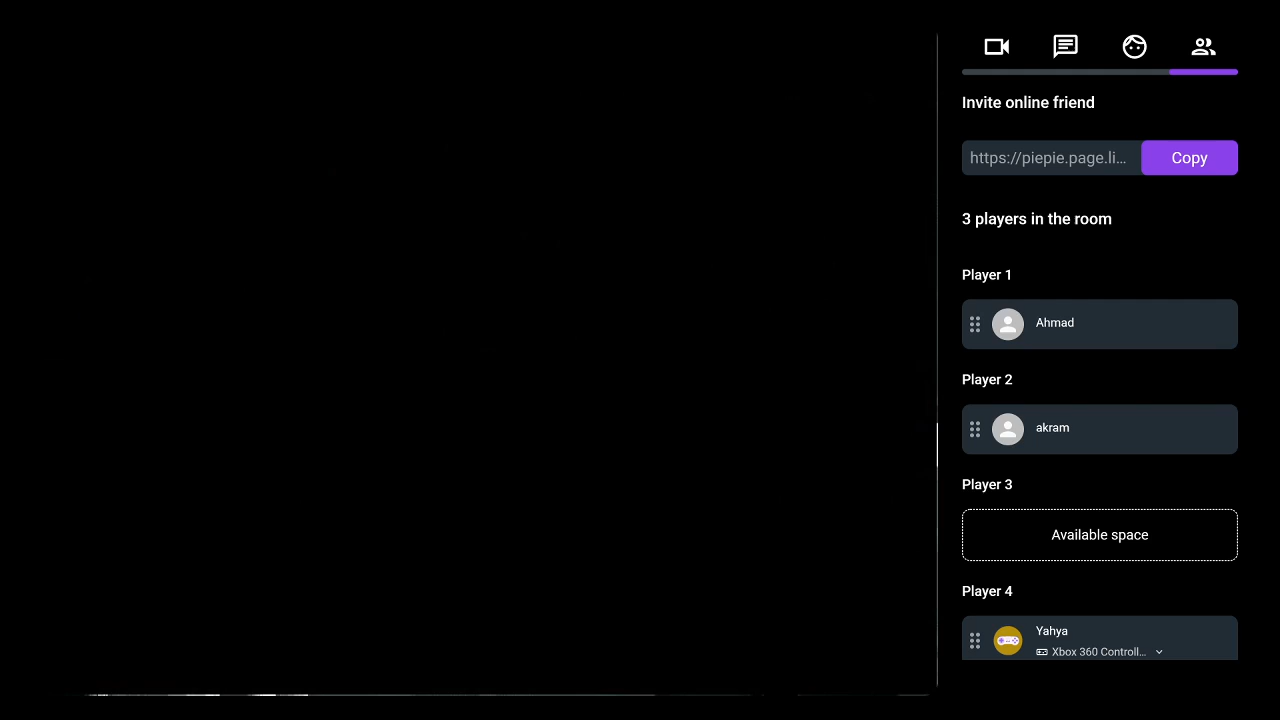 Invite online friend
https://piepie.page.li... Copy
3 players in the room
Player 1
Ahmad
Player 2
akram
Player 3
Available space
Player 4
Yahya
Xbox 360 Controll...